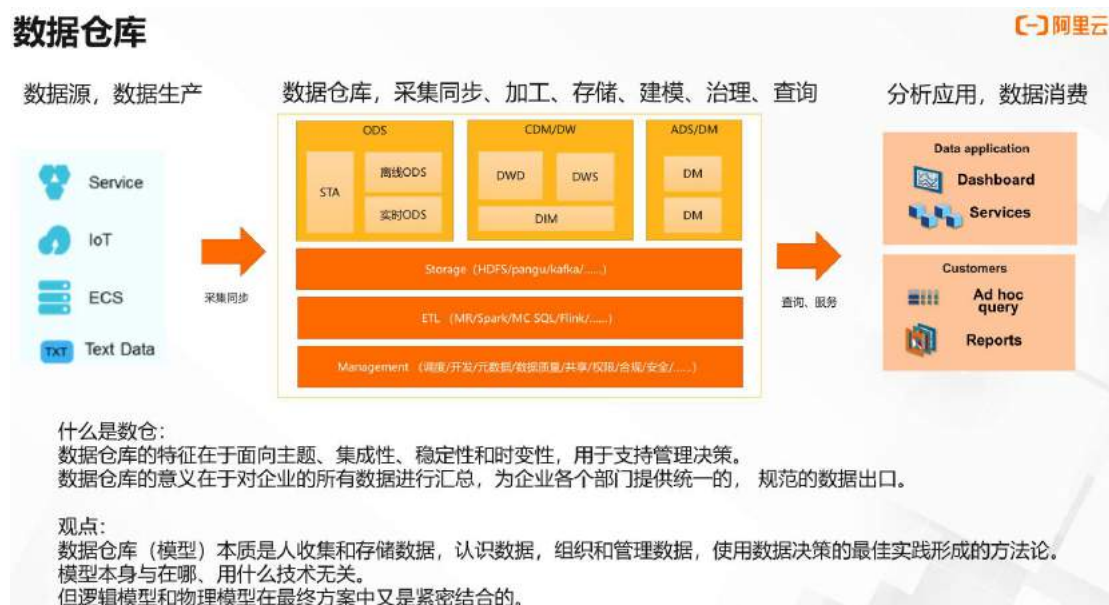 数据仓库
阿里云
数据源，数据生产
数据仓库，采集同步、加工、存储、建模、治理、查询
分析应用，数据消费
Service
IoT
ECS
TXT Text Data
采集同步
ODS
STA
离线ODS
实时ODS
CDM/DW
DWD
DWS
DIM
ADS/DM
DM
DM
Storage（HDFS/pangu/kafka/......）
ETL （MR/Spark/MC SQL/Flink/......）
Management （调度/开发/元数据/数据质量/共享/权限/合规/安全/......）
查询、服务
Data application
Dashboard
Services
Customers
Ad hoc
query
Reports
什么是数仓：
数据仓库的特征在于面向主题、集成性、稳定性和时变性，用于支持管理决策。
数据仓库的意义在于对企业的所有数据进行汇总，为企业各个部门提供统一的， 规范的数据出口。
观点：
数据仓库（模型）本质是人收集和存储数据，认识数据，组织和管理数据，使用数据决策的最佳实践形成的方法论。
模型本身与在哪、用什么技术无关。
但逻辑模型和物理模型在最终方案中又是紧密结合的。